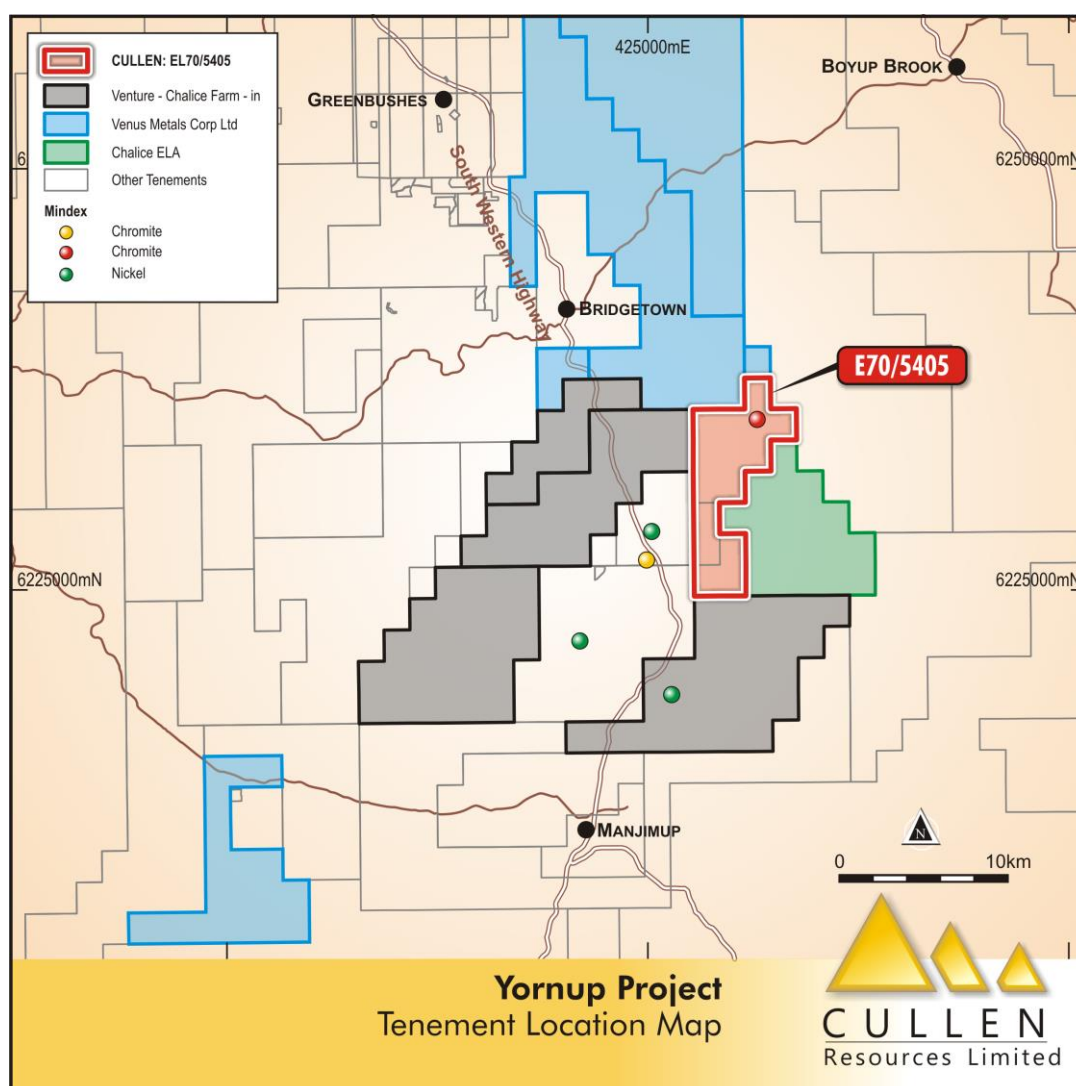 CULLEN: EL70/5405
Venture - Chalice Farm - in
Venus Metals Corp Ltd
Chalice ELA
Other Tenements
Mindex
Chromite
Chromite
Nickel
425000mE
BOYUP BROOK
GREENBUSHES
6
6250000mN
South Western Highway
BRIDGETOWN
E70/5405
6225000mN
6225000mN
MANJIMUP
N
0 10km
Yornup Project
Tenement Location Map
CULLEN
Resources Limited